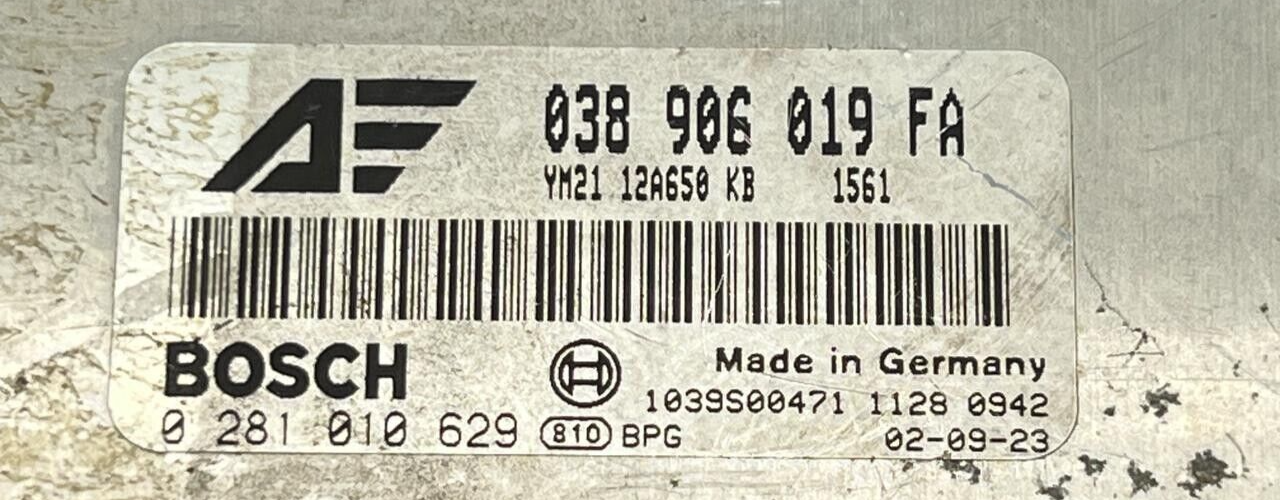 AE
038 906 019 FA
YM21 12A650 KB 1561
BOSCH
Made in Germany
1039S00471 1128 0942
0 281 010 629 810 BPG
02-09-23